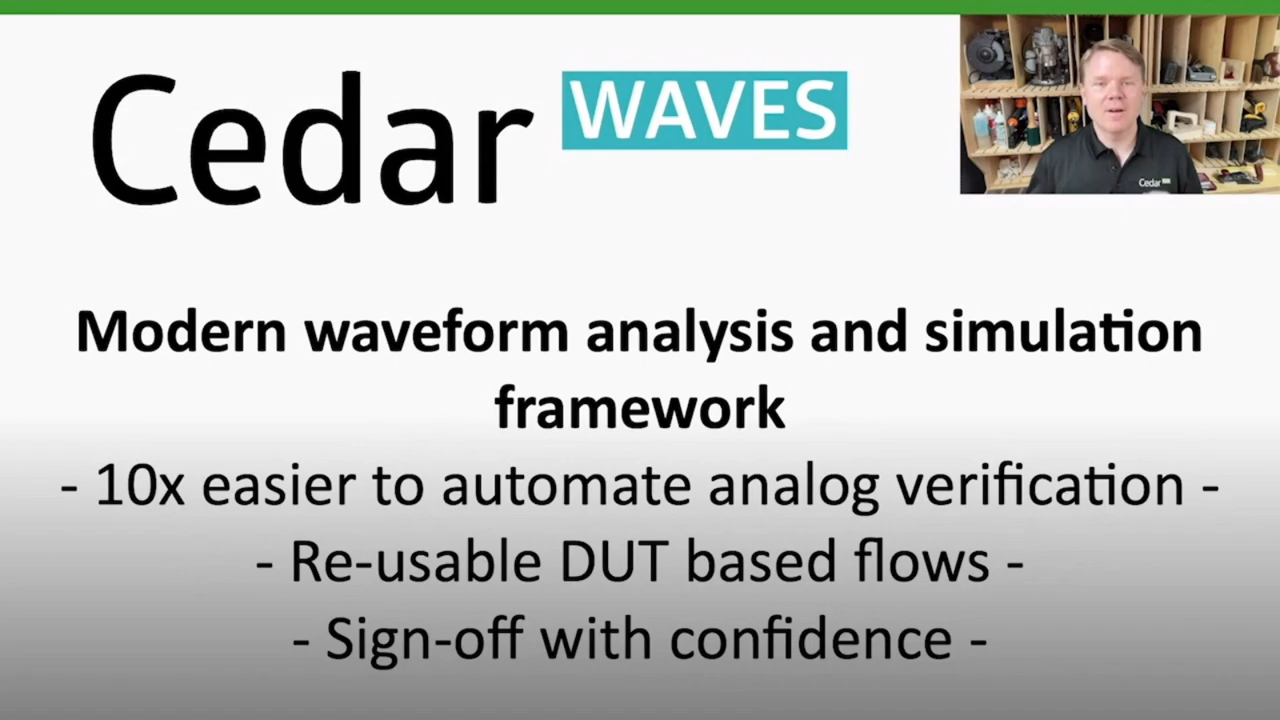 Cedar WAVES
Cedar
Modern waveform analysis and simulation
framework
- 10x easier to automate analog verification -
- Re-usable DUT based flows -
- Sign-off with confidence -